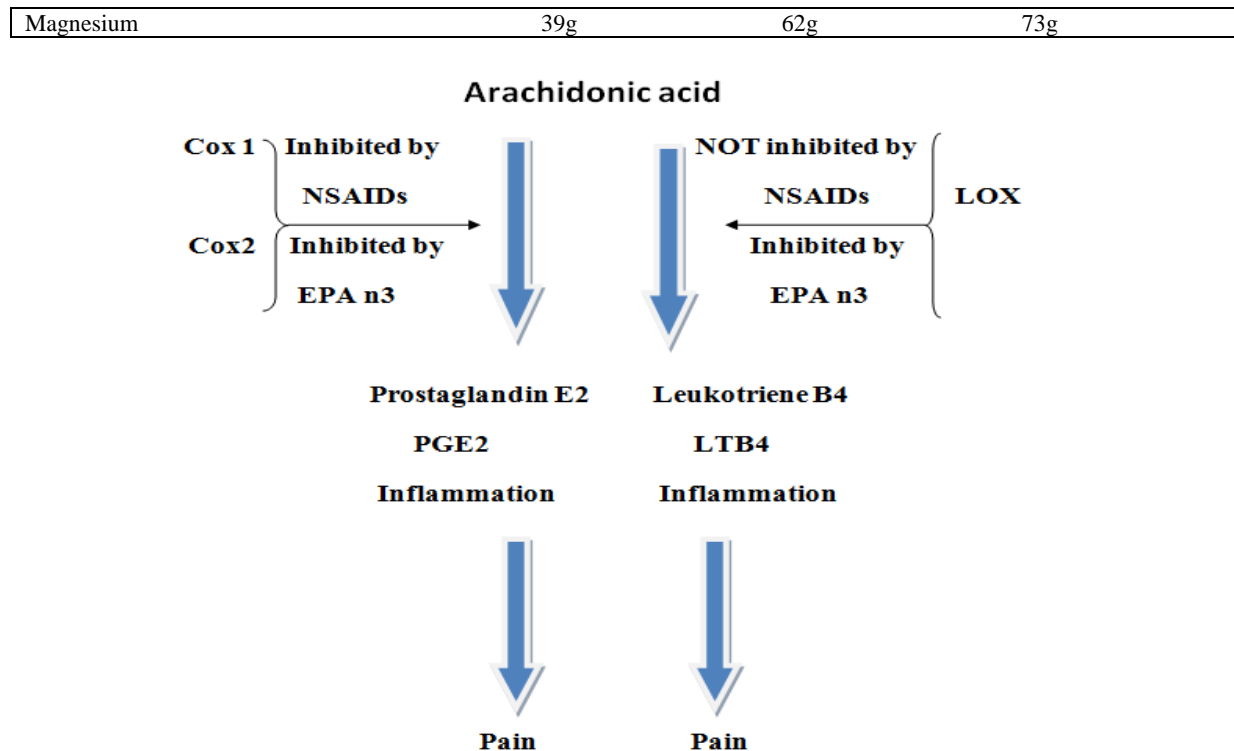 Magnesium 39g 62g 73g
Arachidonic acid
Cox 1 Inhibited by
NSAIDs
Cox2 Inhibited by
EPA n3
NOT inhibited by
NSAIDs
LOX
Inhibited by
EPA n3
Prostaglandin E2
PGE2
Inflammation
Leukotriene B4
LTB4
Inflammation
Pain
Pain